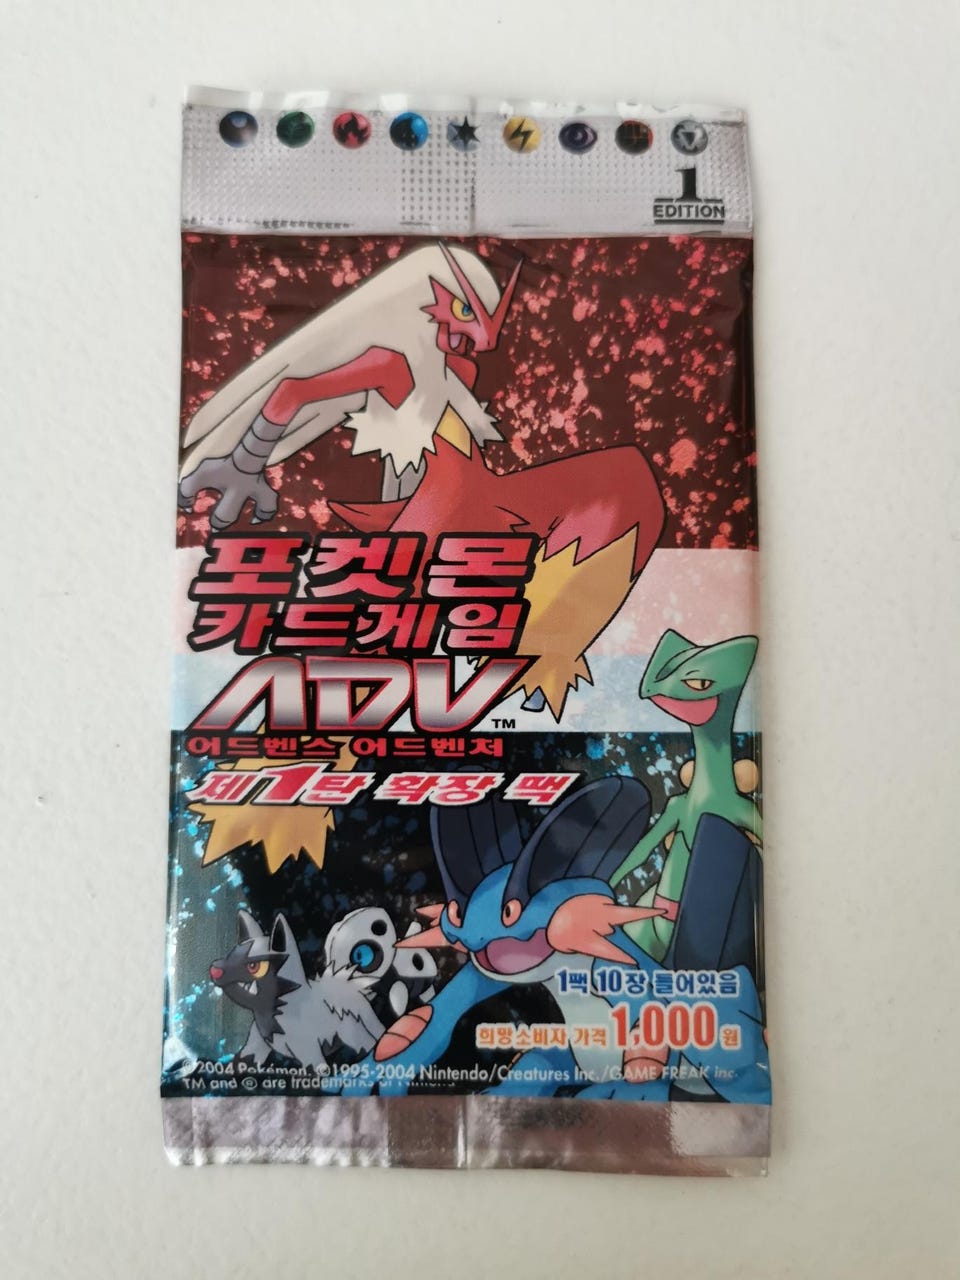 1
EDITION
포켓몬
카드게임
ADV TM
어드벤스 어드벤처
제1탄 확장 팩
1팩 10장 들어있음
희망소비자 가격 1,000원
©2004 Pokémon. ©1995-2004 Nintendo/Creatures Inc./GAME FREAK inc.
TM and ® are trademarks of Nintendo.